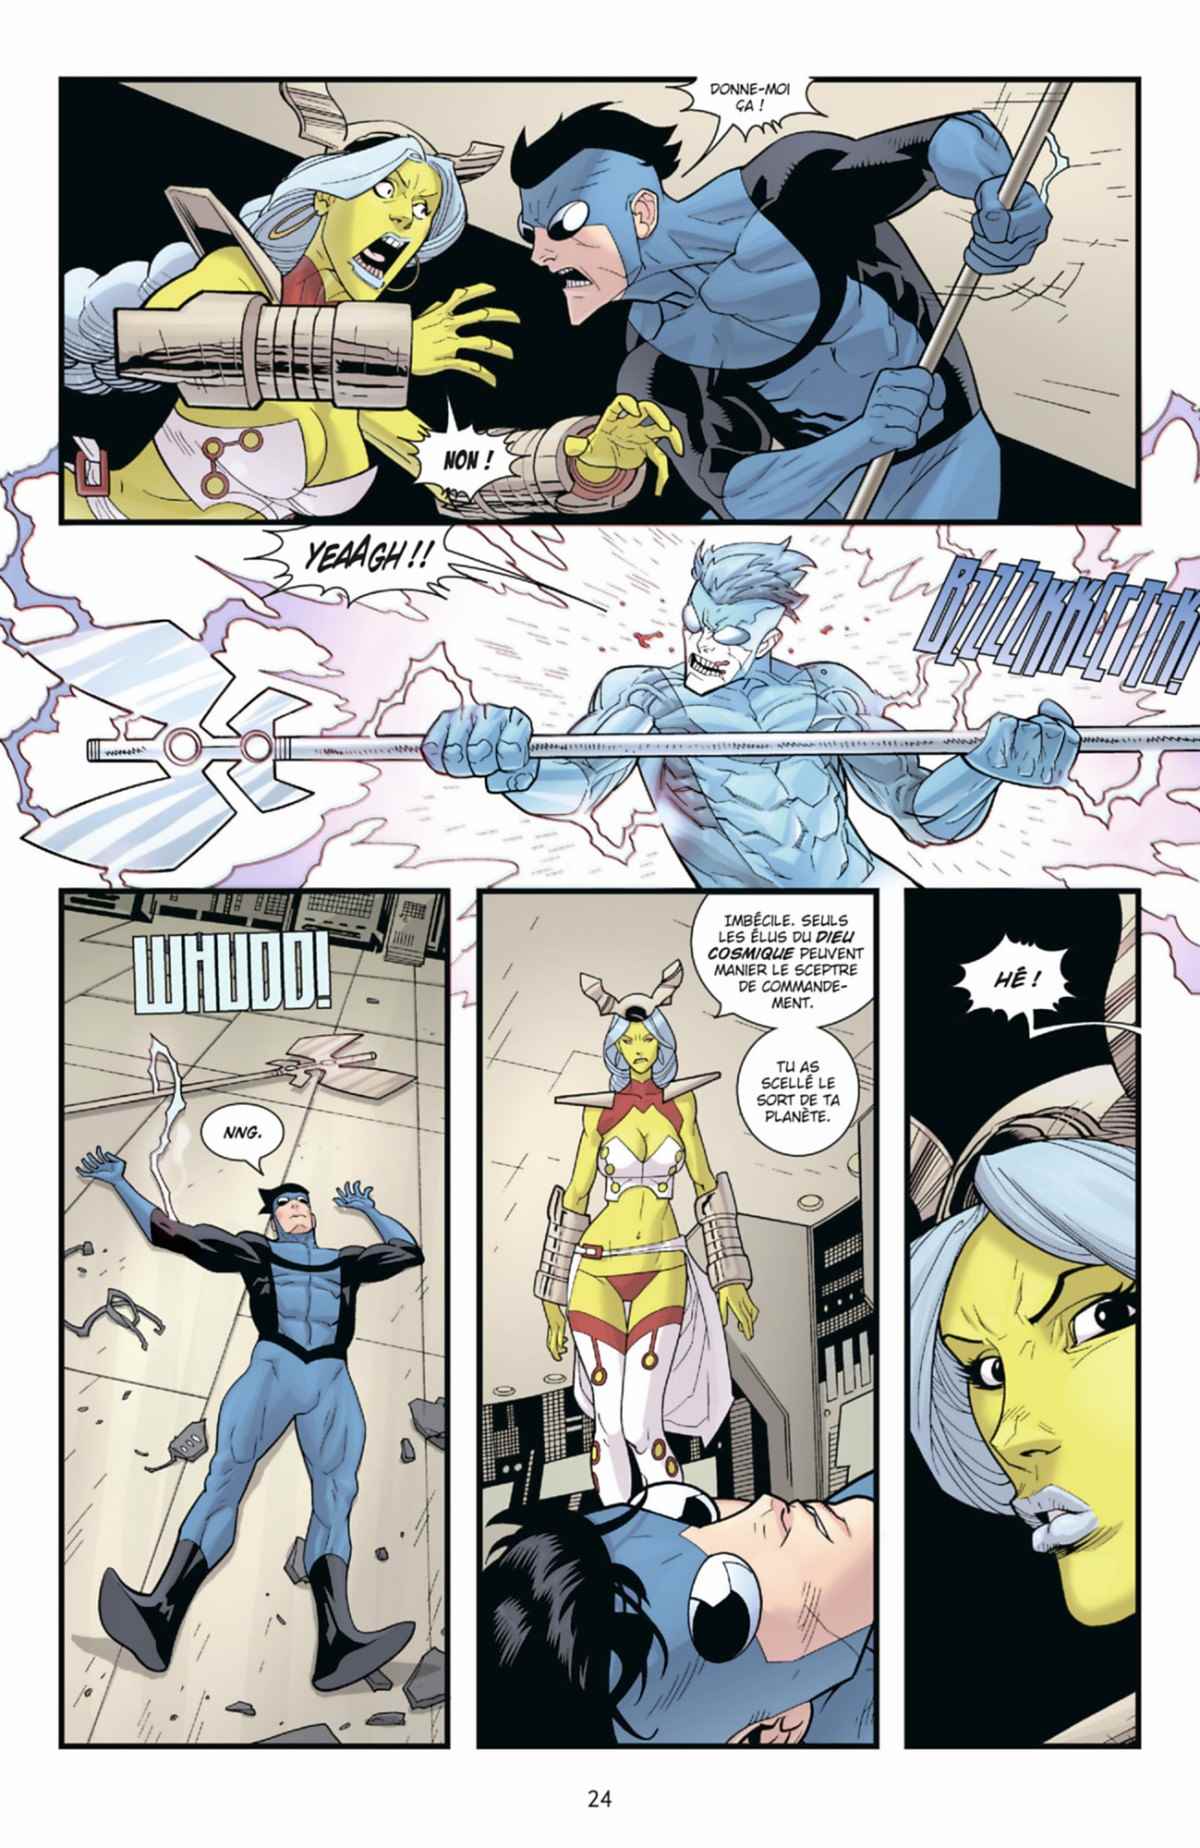 DONNE-MOI
ÇA !
NON !
YEAAGH !!
WHUDD!
NNG.
IMBÉCILE. SEULS
LES ÉLUS DU DIEU
COSMIQUE PEUVENT
MANIER LE SCEPTRE
DE COMMANDE-
MENT.
TU AS
SCELLÉ LE
SORT DE TA
PLANÈTE.
HÉ !
24